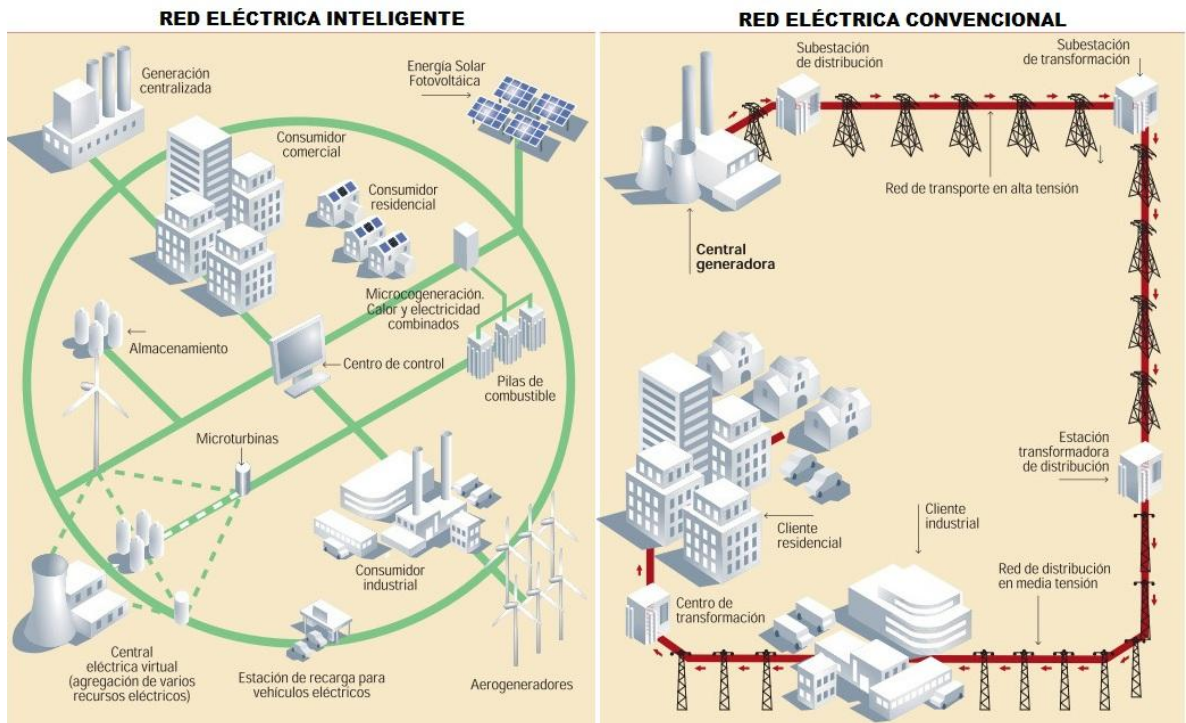 RED ELÉCTRICA INTELIGENTE
Generación
centralizada
Energía Solar
Fotovoltáica
Consumidor
comercial
Consumidor
residencial
Microcogeneración.
Calor y electricidad
combinados
Almacenamiento
Centro de control
Pilas de
combustible
Microturbinas
Consumidor
industrial
Central
eléctrica virtual
(agregación de varios
recursos eléctricos)
Estación de recarga para
vehículos eléctricos
Aerogeneradores
RED ELÉCTRICA CONVENCIONAL
Subestación
de distribución
Subestación
de transformación
Red de transporte en alta tensión
Central
generadora
Estación
transformadora
de distribución
Cliente
residencial
Cliente
industrial
Red de distribución
en media tensión
Centro de
transformación